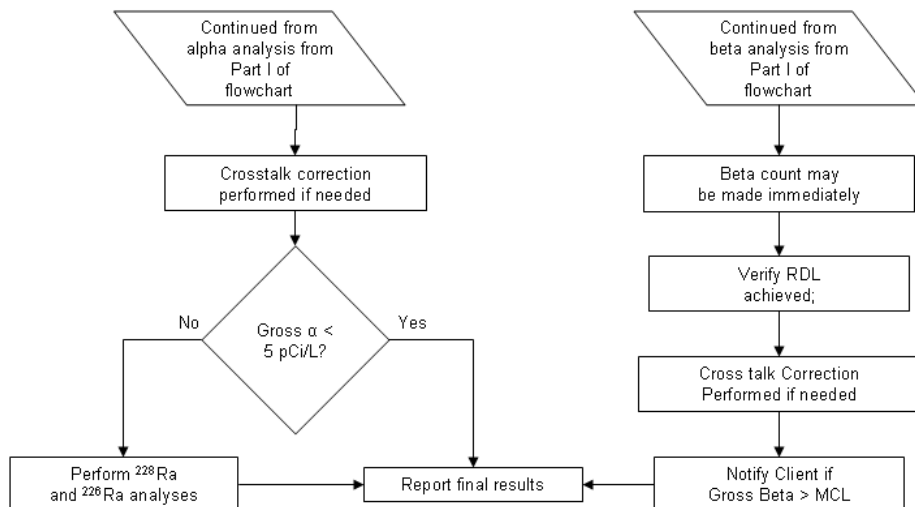 Continued from
alpha analysis from
Part I of
flowchart
Crosstalk correction
performed if needed
Gross α <
5 pCi/L?
No
Yes
Perform ²²⁸Ra
and ²²⁶Ra analyses
Report final results
Continued from
beta analysis from
Part I of
flowchart
Beta count may
be made immediately
Verify RDL
achieved;
Cross talk Correction
Performed if needed
Notify Client if
Gross Beta > MCL